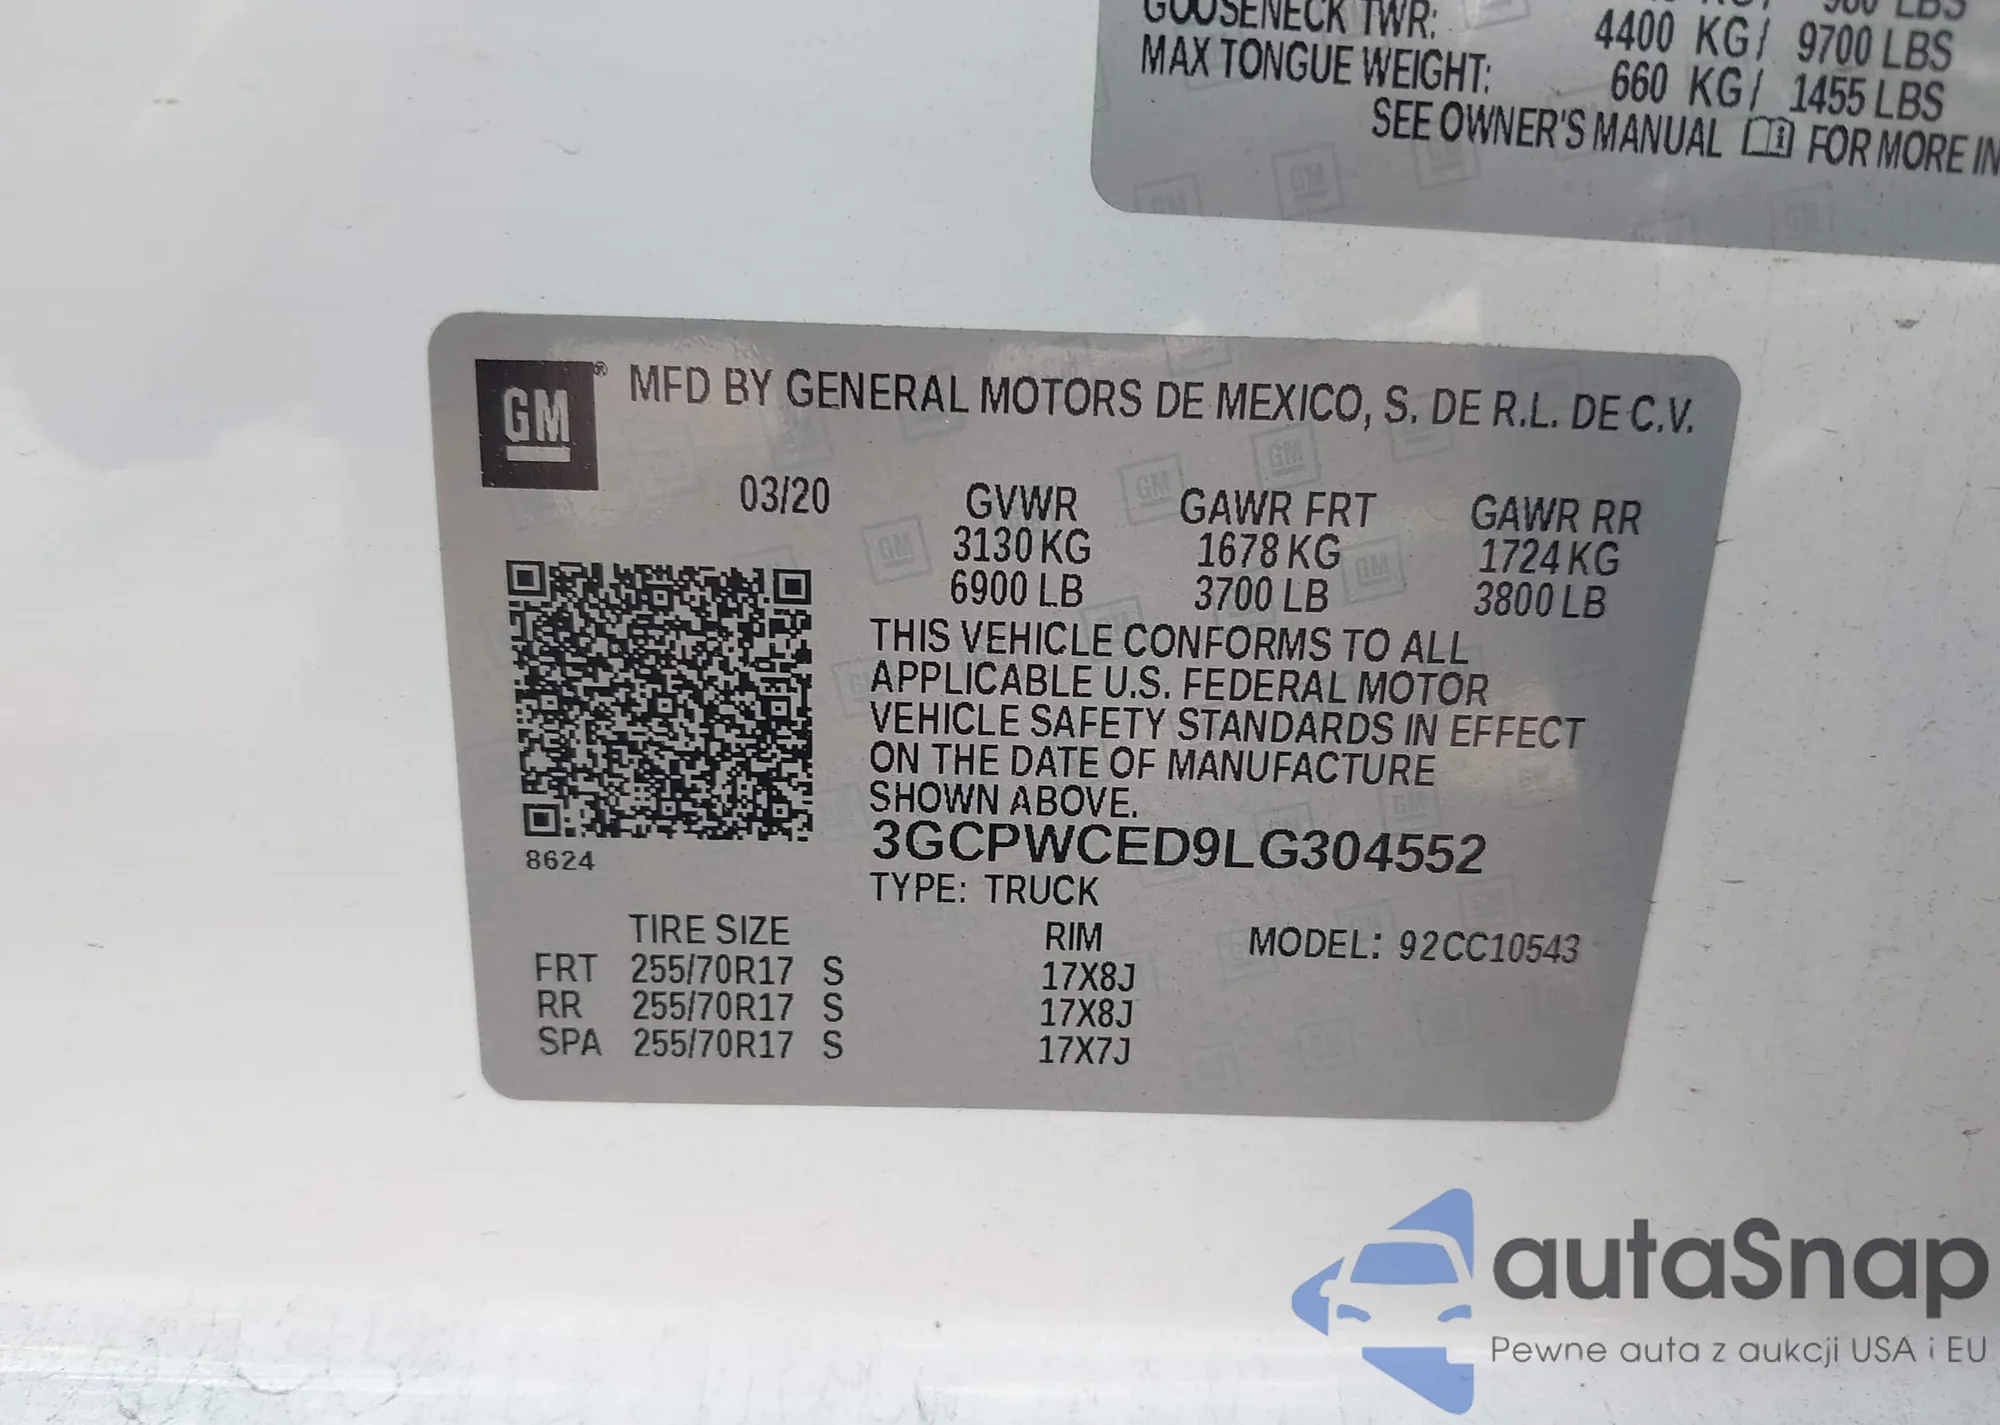 GOOSENECK TWR: 4400 KG/ 9700 LBS
MAX TONGUE WEIGHT: 660 KG/ 1455 LBS
SEE OWNER'S MANUAL FOR MORE
GM® MFD BY GENERAL MOTORS DE MEXICO, S. DE R.L. DE C.V.
03/20 GVWR GAWR FRT GAWR RR
3130 KG 1678 KG 1724 KG
6900 LB 3700 LB 3800 LB
THIS VEHICLE CONFORMS TO ALL
APPLICABLE U.S. FEDERAL MOTOR
VEHICLE SAFETY STANDARDS IN EFFECT
ON THE DATE OF MANUFACTURE
SHOWN ABOVE.
3GCPWCED9LG304552
8624
TYPE: TRUCK
TIRE SIZE RIM MODEL: 92CC10543
FRT 255/70R17 S 17X8J
RR 255/70R17 S 17X8J
SPA 255/70R17 S 17X7J
autaSnap
Pewne auta z aukcji USA i EU